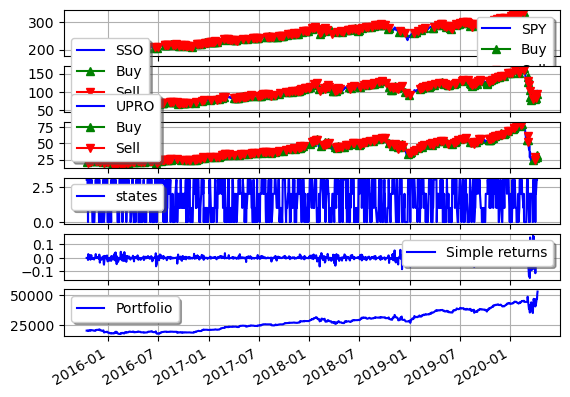 300
200
SPY
Buy
SSO
Buy
Sell
150
100
50
UPRO
Buy
Sell
75
50
25
states
2.5
0.0
Simple returns
0.1
0.0
−0.1
Portfolio
50000
25000
2016-01
2016-07
2017-01
2017-07
2018-01
2018-07
2019-01
2019-07
2020-01